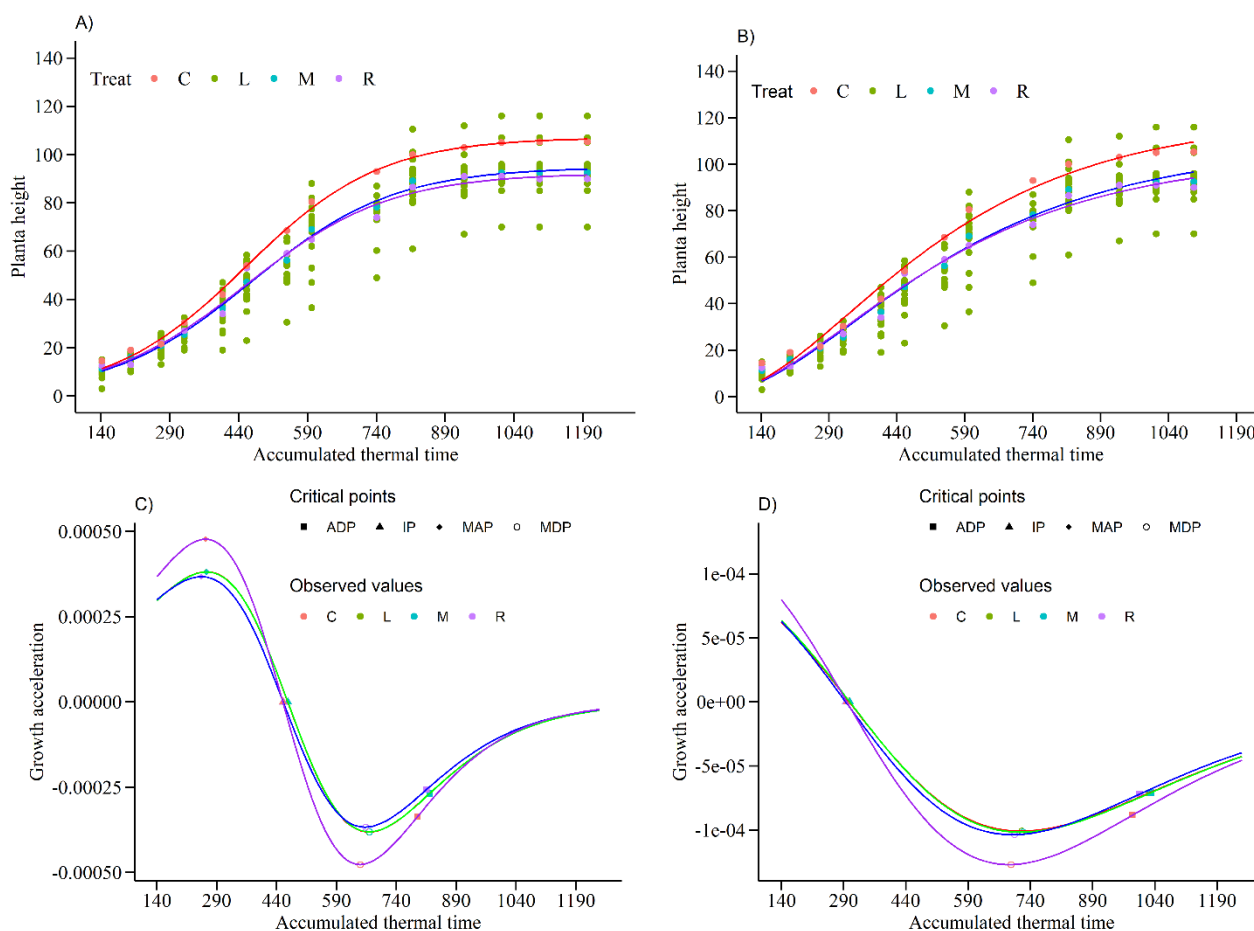 A)
Treat C L M R
Planta height
140
120
100
80
60
40
20
0
140 290 440 590 740 890 1040 1190
Accumulated thermal time
B)
Treat C L M R
Planta height
140
120
100
80
60
40
20
0
140 290 440 590 740 890 1040 1190
Accumulated thermal time
C)
Critical points
ADP IP MAP MDP
Observed values
C L M R
Growth acceleration
0.00050
0.00025
0.00000
-0.00025
-0.00050
140 290 440 590 740 890 1040 1190
Accumulated thermal time
D)
Critical points
ADP IP MAP MDP
Observed values
C L M R
Growth acceleration
1e-04
5e-05
0e+00
-5e-05
-1e-04
140 290 440 590 740 890 1040 1190
Accumulated thermal time